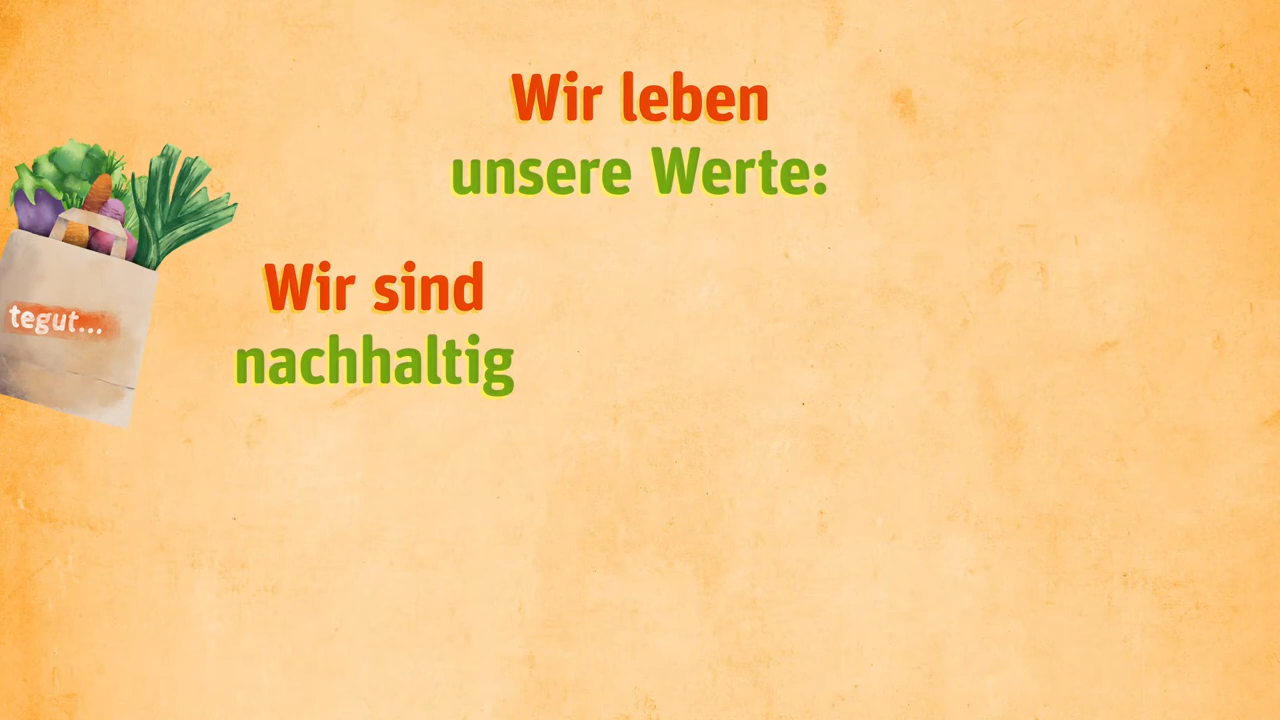 Wir leben
unsere Werte:
Wir sind
nachhaltig
tegut...